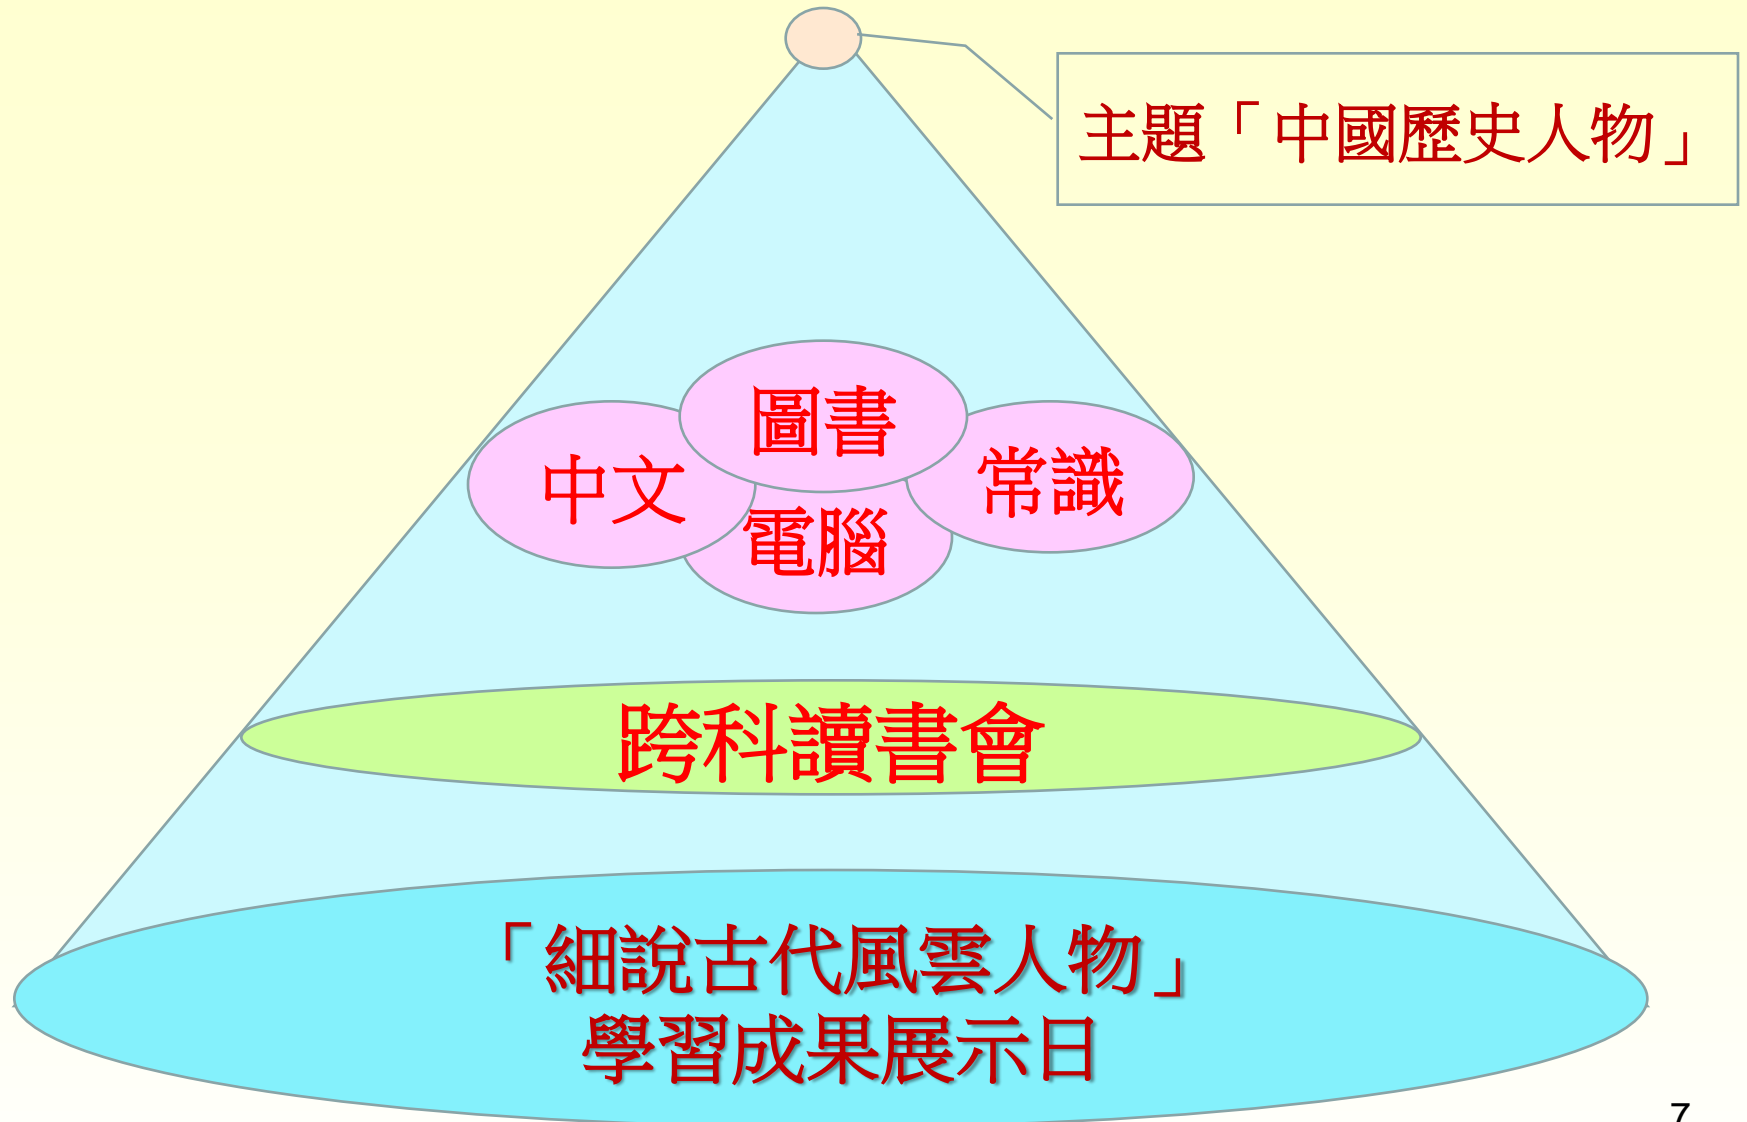 主題「中國歷史人物」
圖書
中文
常識
電腦
跨科讀書會
「細說古代風雲人物」
學習成果展示日
7